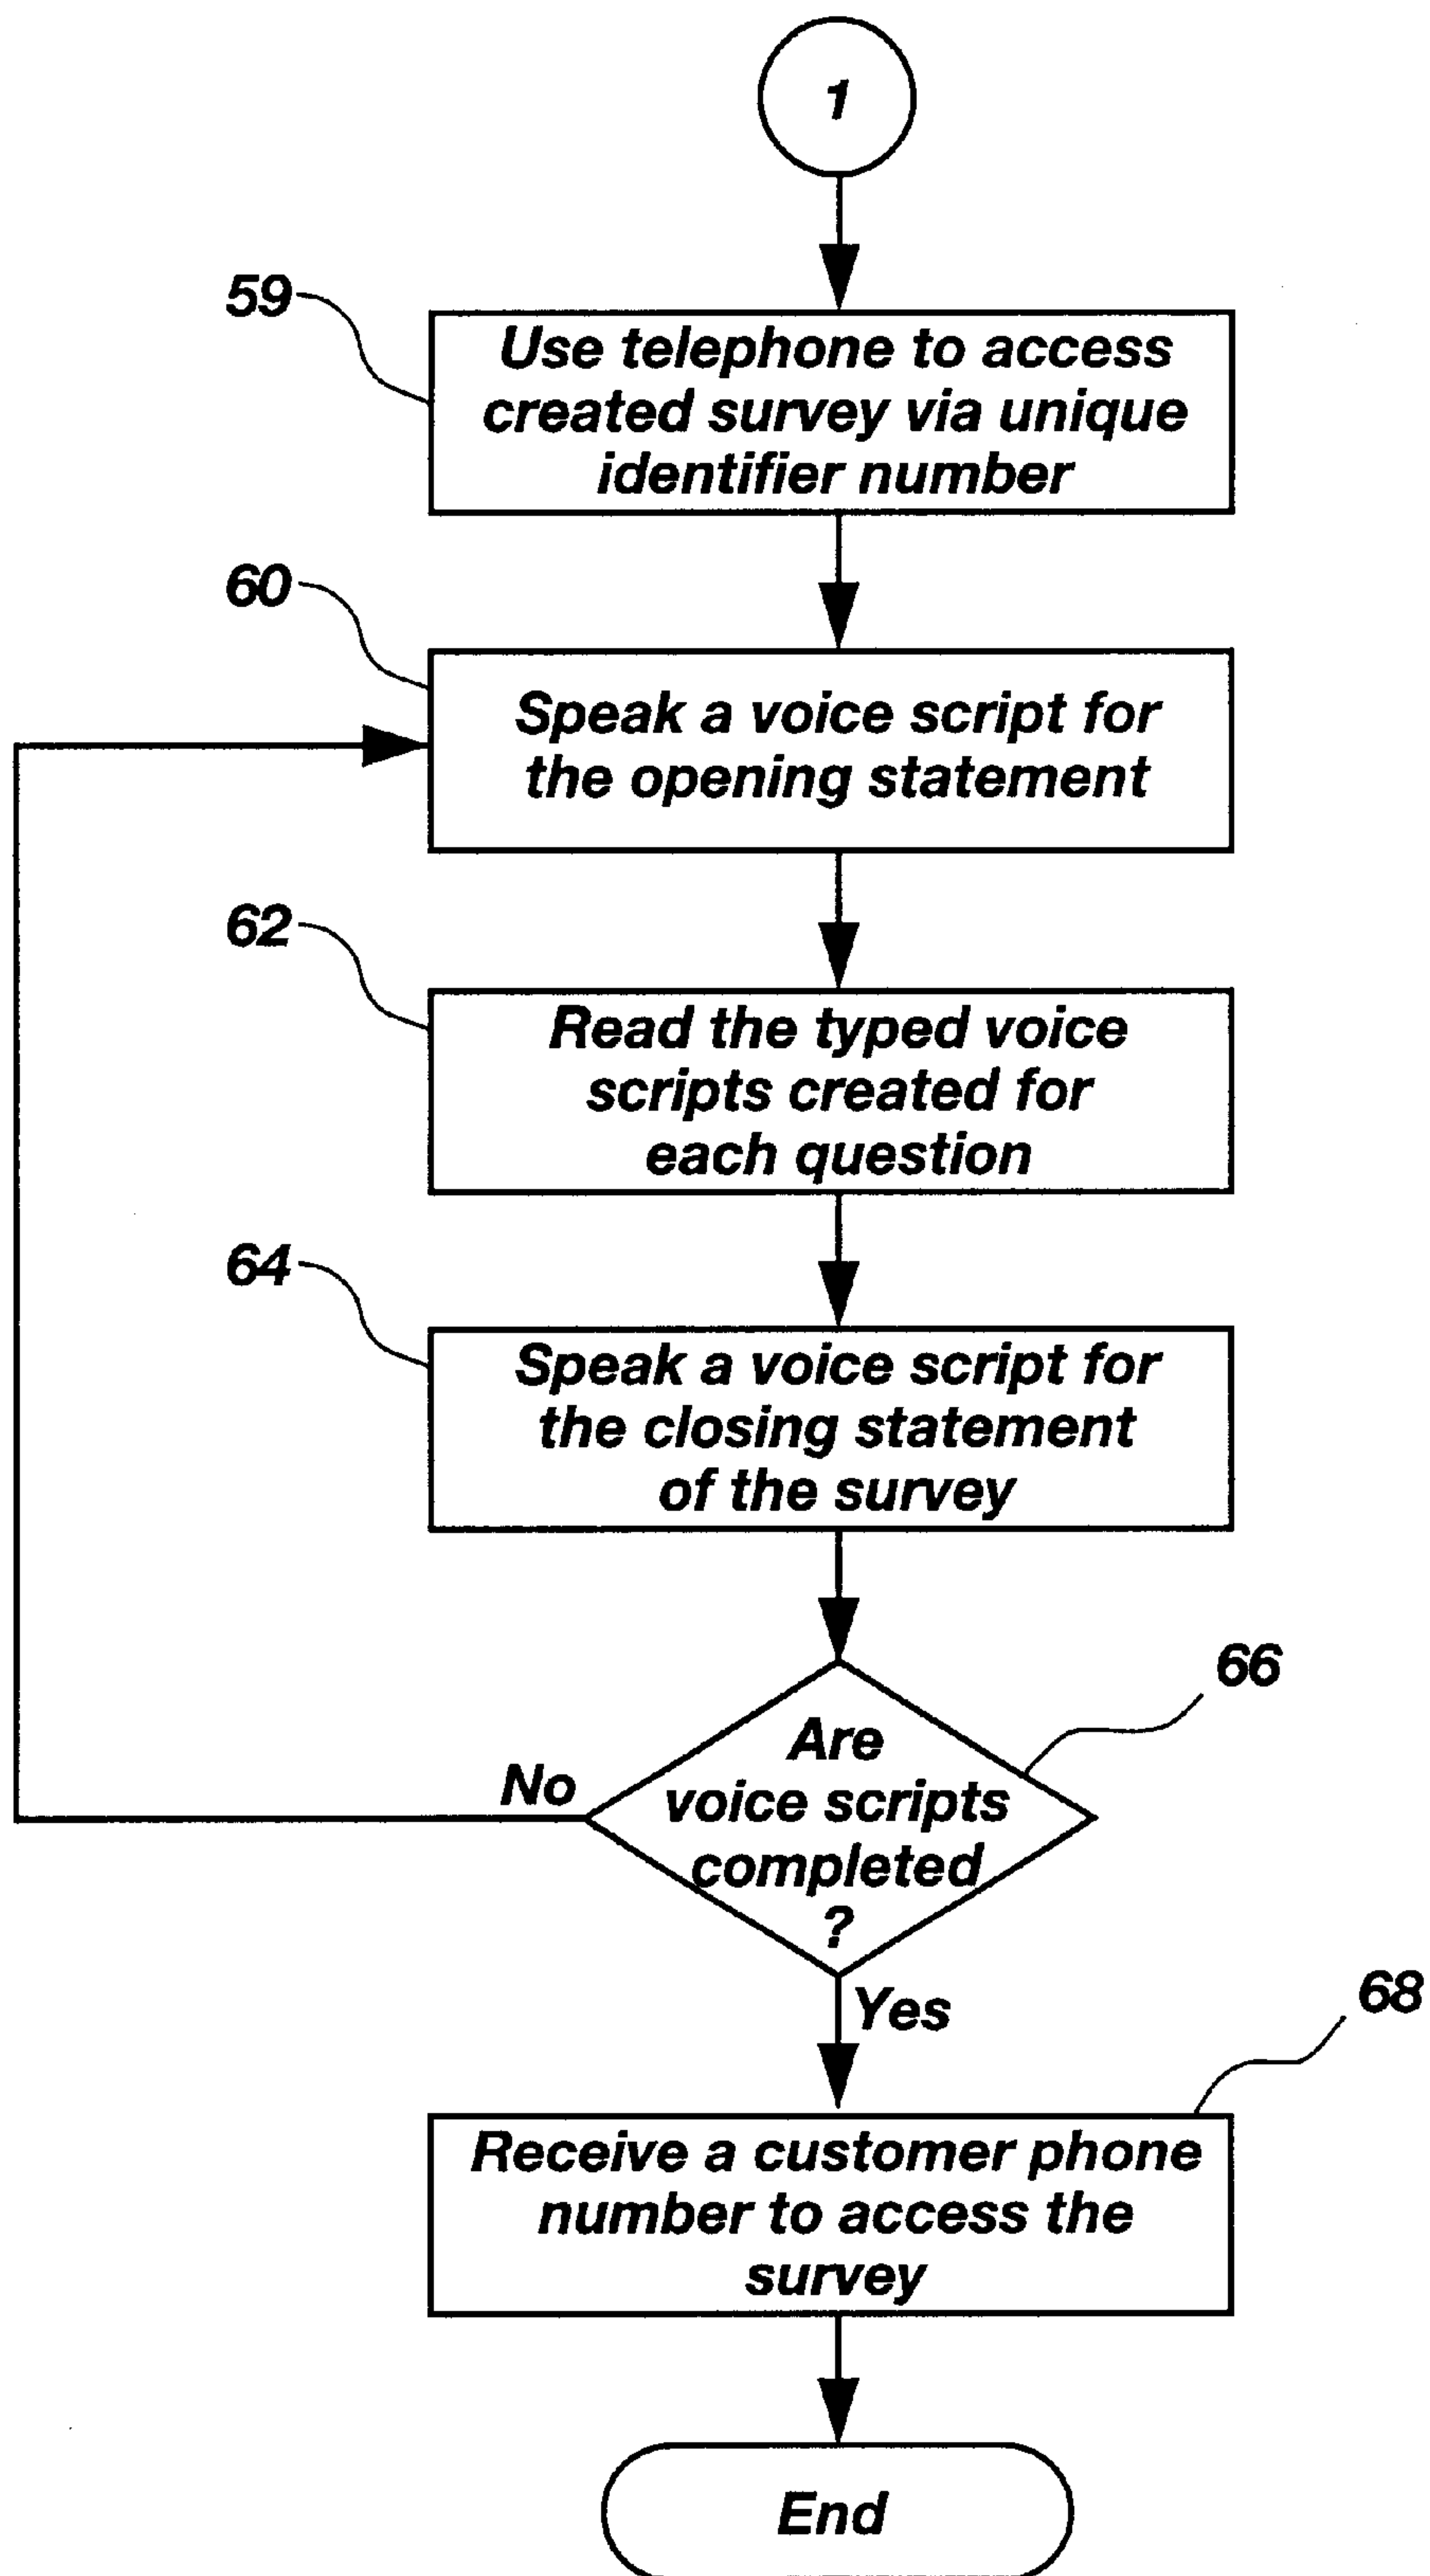 1
59
Use telephone to access
created survey via unique
identifier number
60
Speak a voice script for
the opening statement
62
Read the typed voice
scripts created for
each question
64
Speak a voice script for
the closing statement
of the survey
66
Are
voice scripts
completed
?
No
Yes
68
Receive a customer phone
number to access the
survey
End